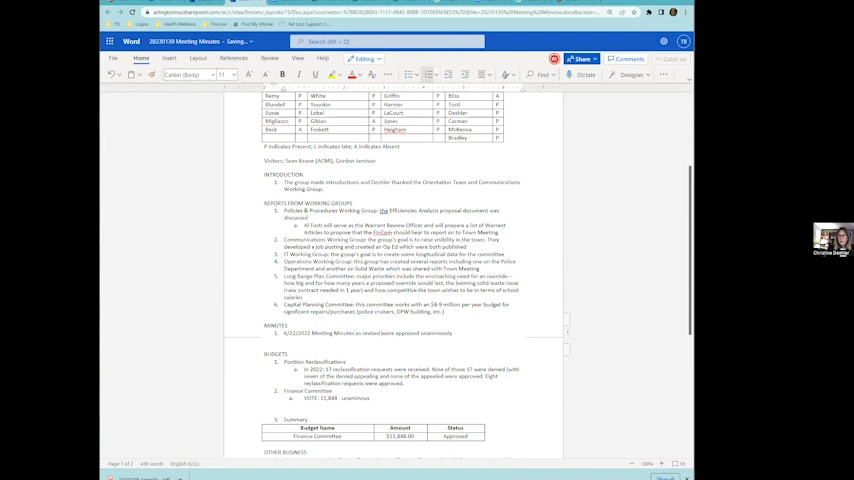 Word 20230130 Meeting Minutes - Saving...
Search (Alt + Q)
TB
File Home Insert Layout References Review View Help Editing Share Comments Catch up
Calibri (Body) 11 Find Dictate Designer
Remy P White P Griffin P Bliss A
Blundell P Younkin P Harmer P Tosti P
Susse P Lobel P LaCourt P Deshler P
Migliazzo P Gibian A Jones P Carman P
Beck A Foskett P Heigham P McKenna P
Bradley P
P indicates Present; L indicates late; A indicates Absent
Visitors: Sean Keane (ACMi), Gordon Jamison
INTRODUCTION
1. The group made introductions and Deshler thanked the Orientation Team and Communications
Working Group.
REPORTS FROM WORKING GROUPS
1. Policies & Procedures Working Group: the Efficiencies Analysis proposal document was
discussed
a. Al Tosti will serve as the Warrant Review Officer and will prepare a list of Warrant
Articles to propose that the FinCom should hear to report on to Town Meeting
2. Communications Working Group: the group's goal is to raise visibility in the town. They
developed a job posting and created an Op Ed which were both published
3. IT Working Group: the group's goal is to create some longitudinal data for the committee
4. Operations Working Group: this group has created several reports including one on the Police
Department and another on Solid Waste which was shared with Town Meeting
5. Long Range Plan Committee: major priorities include the encroaching need for an override –
how big and for how many years a proposed override would last, the looming solid waste issue
(new contract needed in 1 year) and how competitive the town wishes to be in terms of school
salaries
6. Capital Planning Committee: this committee works with an $8-9 million per year budget for
significant repairs/purchases (police cruisers, DPW building, etc.)
MINUTES
1. 6/22/2022 Meeting Minutes as revised were approved unanimously
BUDGETS
1. Position Reclassifications
a. In 2022: 17 reclassification requests were received. Nine of those 17 were denied (with
seven of the denied appealing and none of the appealed were approved. Eight
reclassification requests were approved.
2. Finance Committee
a. VOTE: 11,848 - unanimous
3. Summary
Budget Name Amount Status
Finance Committee $11,848.00 Approved
OTHER BUSINESS
Page 1 of 2 436 words English (U.S.) 100% Fit
Christine Deshler